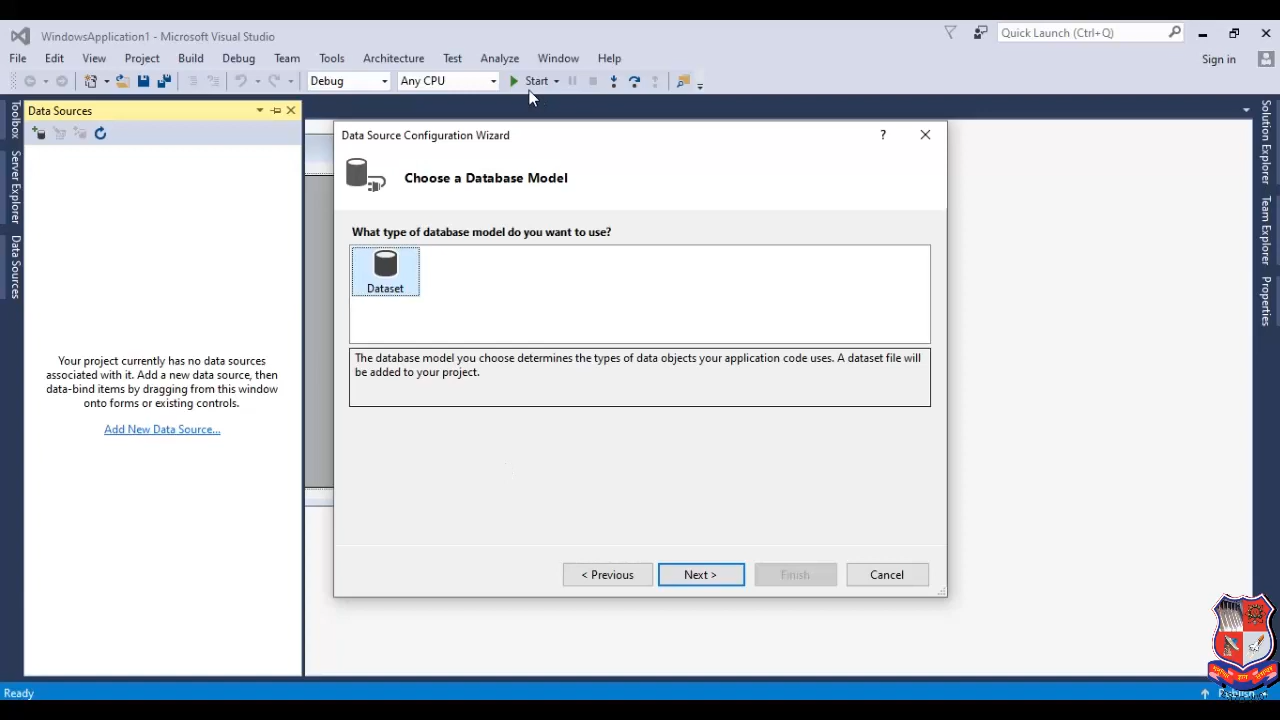 WindowsApplication1 - Microsoft Visual Studio
Quick Launch (Ctrl+Q)
File Edit View Project Build Debug Team Tools Architecture Test Analyze Window Help
Sign in
Debug Any CPU Start
Data Sources
Toolbox
Server Explorer
Data Sources
Your project currently has no data sources
associated with it. Add a new data source, then
data-bind items by dragging from this window
onto forms or existing controls.
Add New Data Source...
Data Source Configuration Wizard
?
Choose a Database Model
What type of database model do you want to use?
Dataset
The database model you choose determines the types of data objects your application code uses. A dataset file will
be added to your project.
< Previous
Next >
Finish
Cancel
Solution Explorer
Team Explorer
Properties
Ready